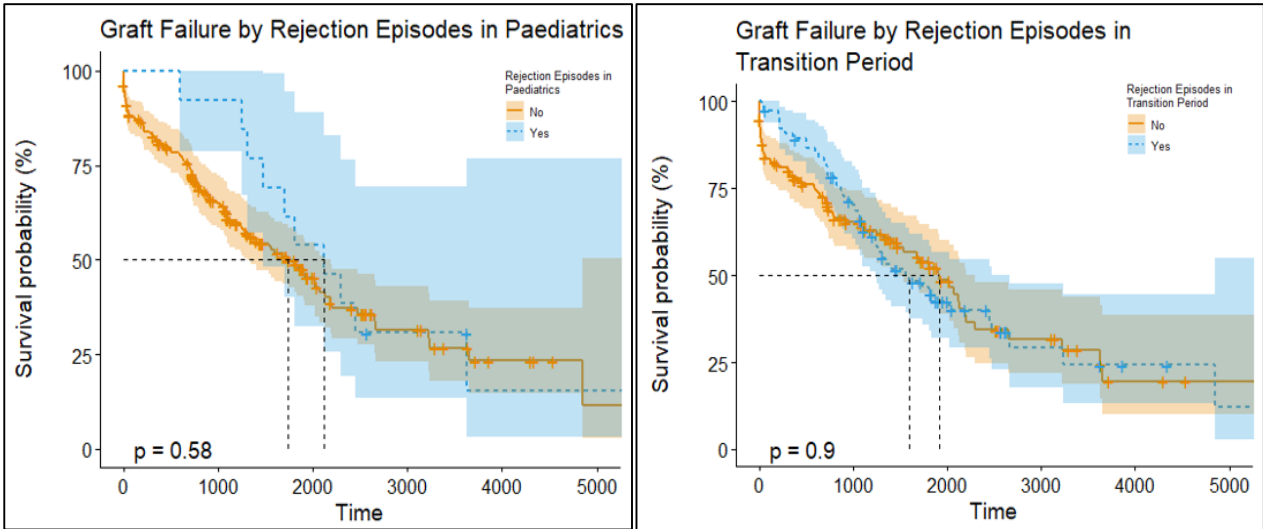 Graft Failure by Rejection Episodes in Paediatrics
Rejection Episodes in
Paediatrics
No
Yes
Survival probability (%)
100
75
50
25
0
p = 0.58
0 1000 2000 3000 4000 5000
Time
Graft Failure by Rejection Episodes in
Transition Period
Rejection Episodes in
Transition Period
No
Yes
Survival probability (%)
100
75
50
25
0
p = 0.9
0 1000 2000 3000 4000 5000
Time